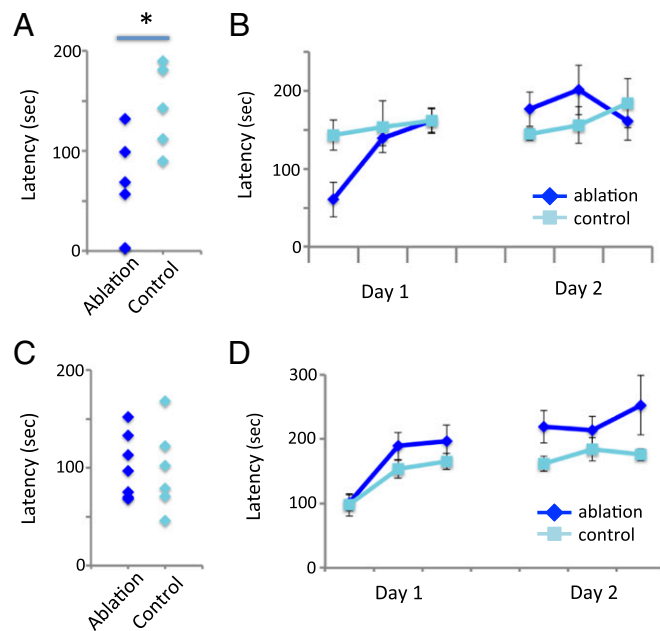 A
*
200
100
0
Latency (sec)
Ablation
Control
B
200
100
0
Latency (sec)
ablation
control
Day 1
Day 2
C
200
100
0
Latency (sec)
Ablation
Control
D
300
200
100
0
Latency (sec)
ablation
control
Day 1
Day 2